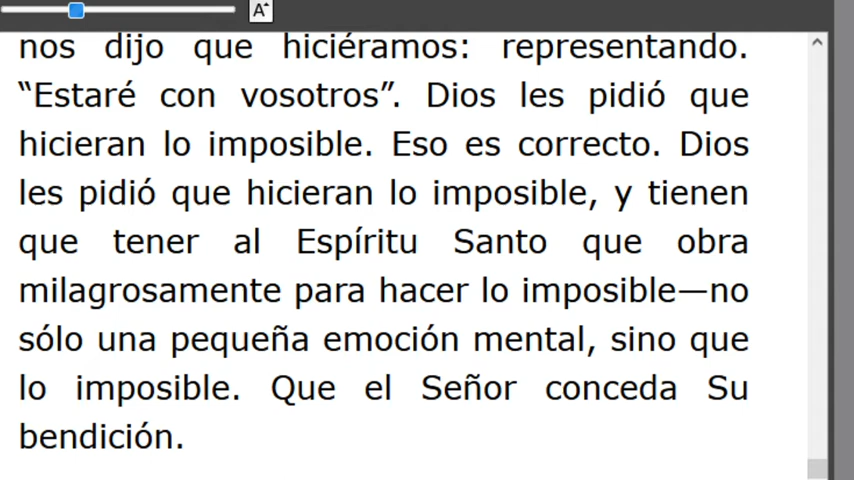 A
nos dijo que hiciéramos: representando.
“Estaré con vosotros”. Dios les pidió que
hicieran lo imposible. Eso es correcto. Dios
les pidió que hicieran lo imposible, y tienen
que tener al Espíritu Santo que obra
milagrosamente para hacer lo imposible—no
sólo una pequeña emoción mental, sino que
lo imposible. Que el Señor conceda Su
bendición.